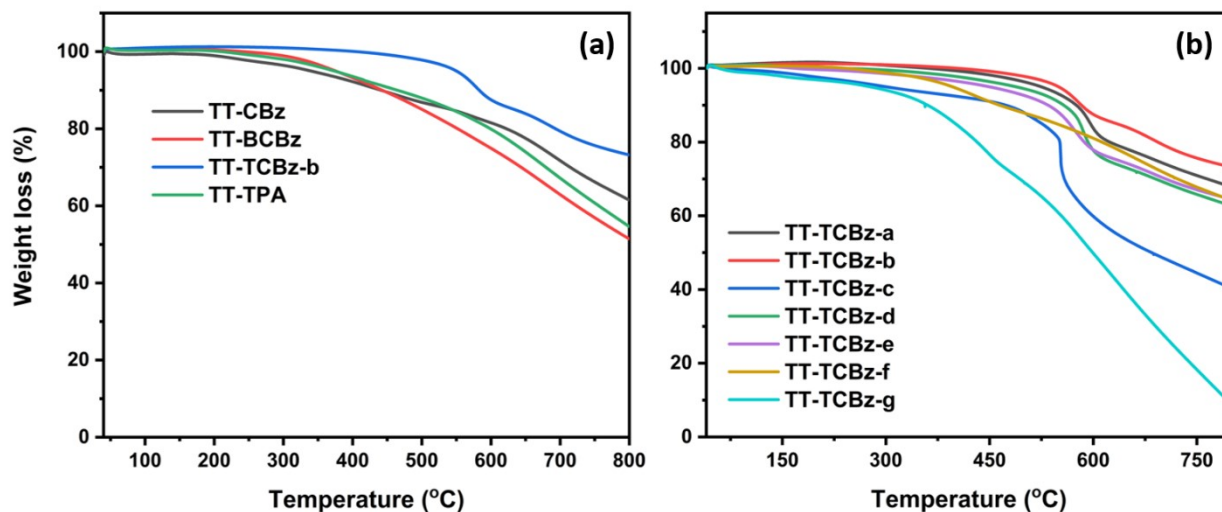 (a)
Weight loss (%)
100
80
60
40
20
0
TT-CBz
TT-BCBz
TT-TCBz-b
TT-TPA
100 200 300 400 500 600 700 800
Temperature (°C)
(b)
100
80
60
40
20
0
TT-TCBz-a
TT-TCBz-b
TT-TCBz-c
TT-TCBz-d
TT-TCBz-e
TT-TCBz-f
TT-TCBz-g
150 300 450 600 750
Temperature (°C)